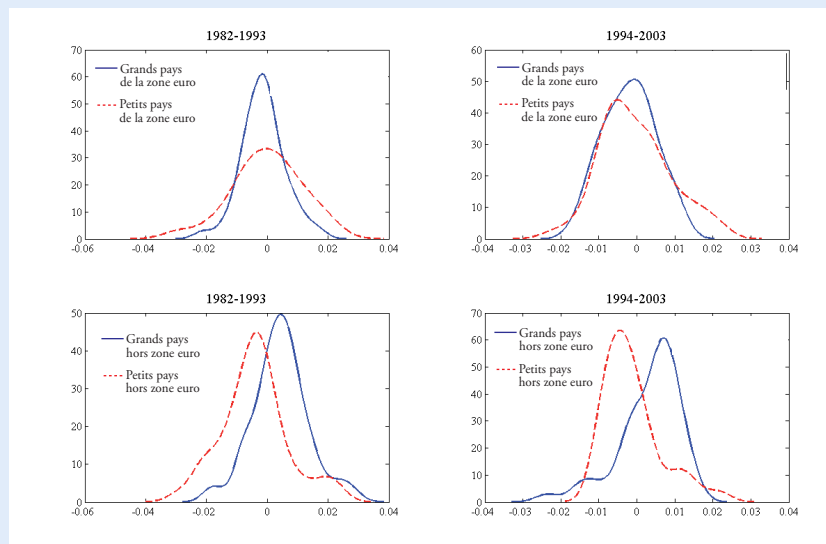 1982-1993
70
60
50
40
30
20
10
0
Grands pays
de la zone euro
Petits pays
de la zone euro
-0.06 -0.04 -0.02 0 0.02 0.04
1994-2003
60
50
40
30
20
10
0
Grands pays
de la zone euro
Petits pays
de la zone euro
-0.04 -0.03 -0.02 -0.01 0 0.01 0.02 0.03 0.04
1982-1993
50
40
30
20
10
0
Grands pays
hors zone euro
Petits pays
hors zone euro
-0.06 -0.04 -0.02 0 0.02 0.04
1994-2003
70
60
50
40
30
20
10
0
Grands pays
hors zone euro
Petits pays
hors zone euro
-0.04 -0.03 -0.02 -0.01 0 0.01 0.02 0.03 0.04